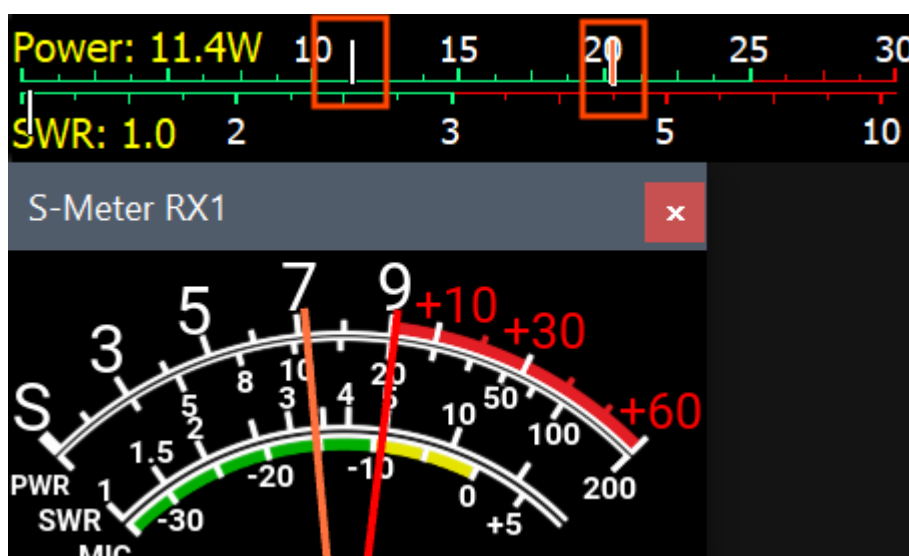 Power: 11.4W 10 15 20 25 30
SWR: 1.0 2 3 5 10
S-Meter RX1 x
S 3 5 7 9 +10 +30 +60
PWR 5 8 10 20 50 100 200
SWR 1 1.5 2 3 4 5 10
MIC -30 -20 -10 0 +5